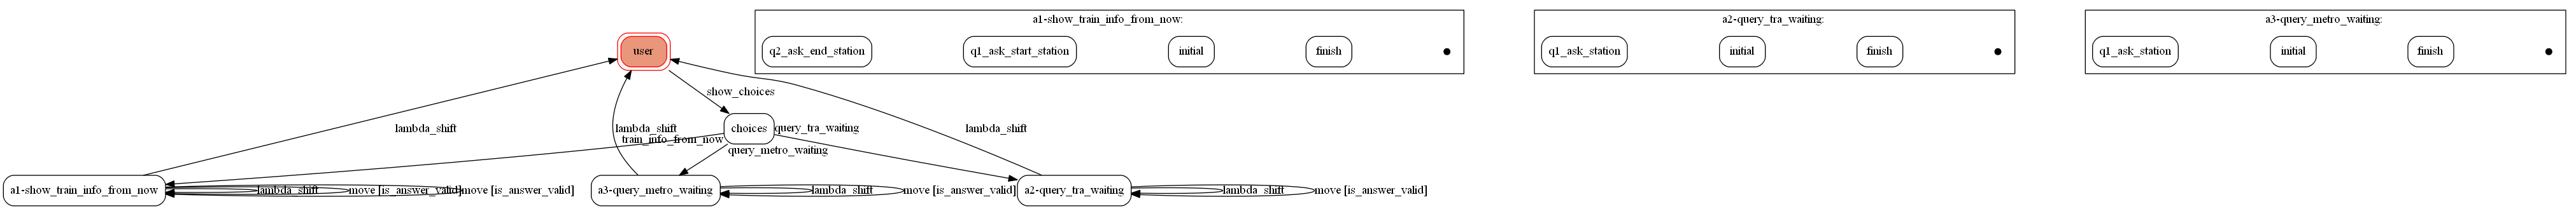 a1-show_train_info_from_now:
a2-query_tra_waiting:
a3-query_metro_waiting:
user
q2_ask_end_station
q1_ask_start_station
initial
finish
q1_ask_station
initial
finish
q1_ask_station
initial
finish
show_choices
lambda_shift
lambda_shift
choices
query_tra_waiting
lambda_shift
train_info_from_now
query_metro_waiting
a1-show_train_info_from_now
lambda_shift
move [is_answer_valid]
move [is_answer_valid]
a3-query_metro_waiting
lambda_shift
move [is_answer_valid]
a2-query_tra_waiting
lambda_shift
move [is_answer_valid]